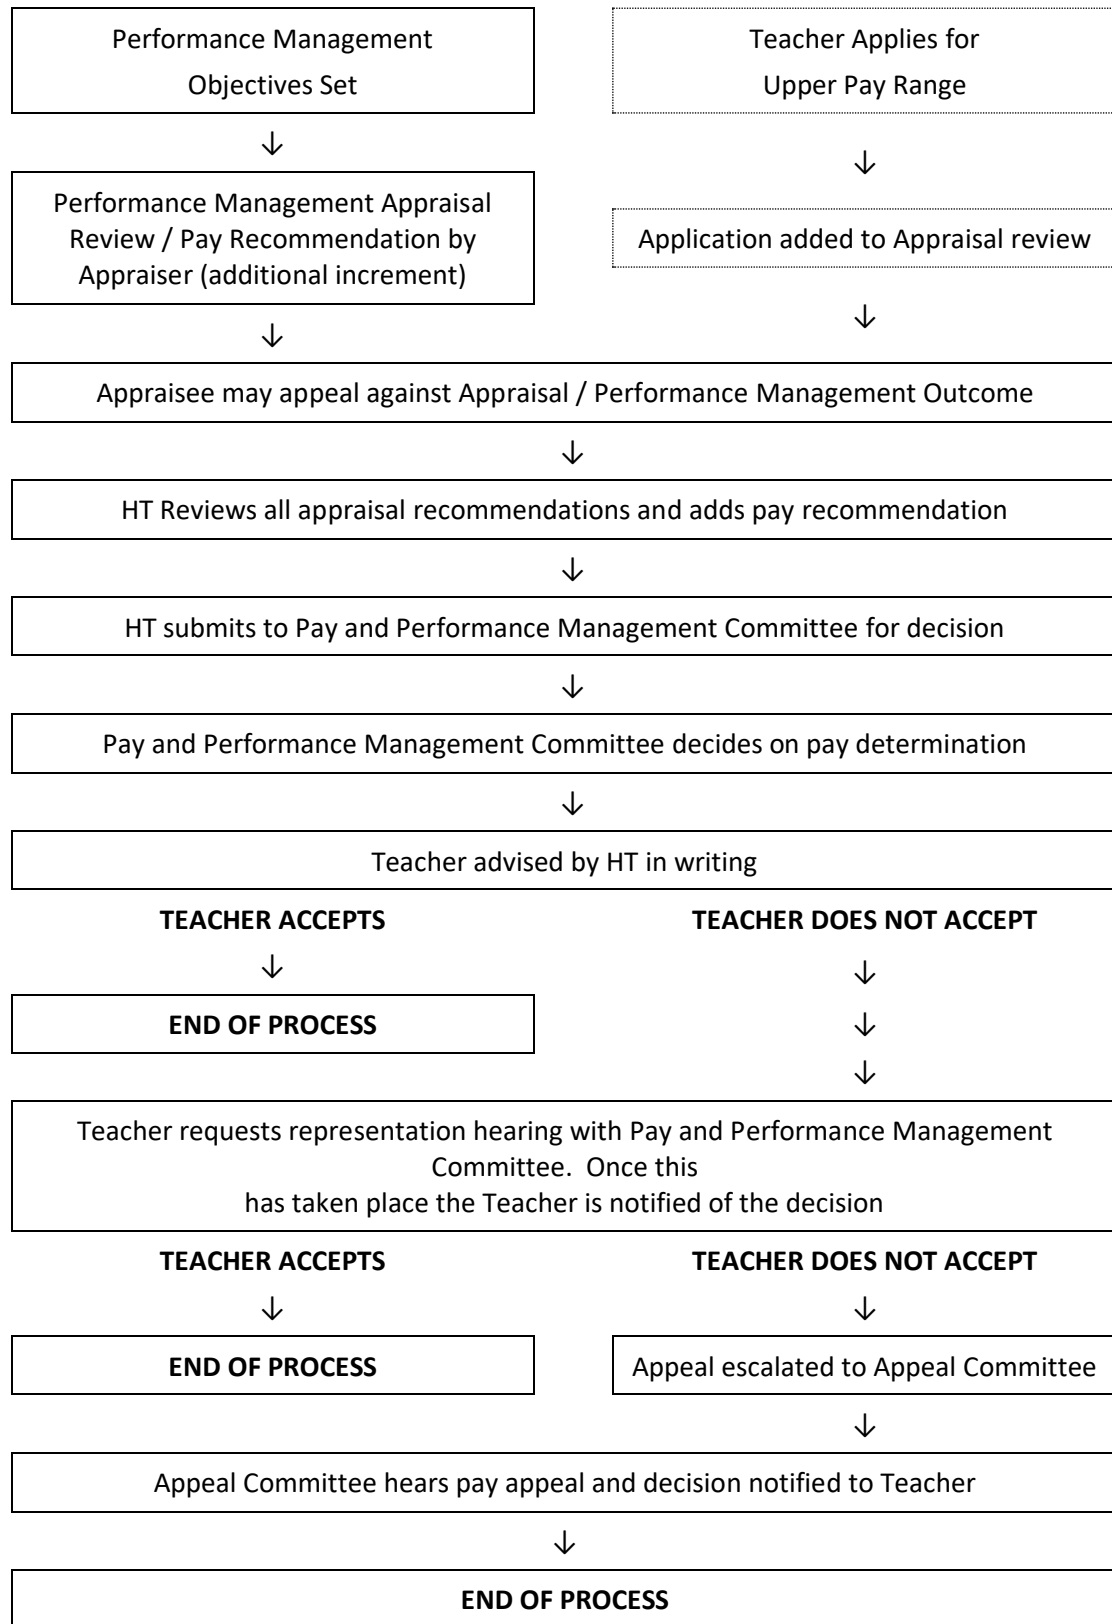 Performance Management
Objectives Set
Teacher Applies for
Upper Pay Range
↓
↓
Performance Management Appraisal
Review / Pay Recommendation by
Appraiser (additional increment)
Application added to Appraisal review
↓
↓
Appraisee may appeal against Appraisal / Performance Management Outcome
↓
HT Reviews all appraisal recommendations and adds pay recommendation
↓
HT submits to Pay and Performance Management Committee for decision
↓
Pay and Performance Management Committee decides on pay determination
↓
Teacher advised by HT in writing
TEACHER ACCEPTS
TEACHER DOES NOT ACCEPT
↓
↓
END OF PROCESS
↓
↓
Teacher requests representation hearing with Pay and Performance Management
Committee.  Once this
has taken place the Teacher is notified of the decision
TEACHER ACCEPTS
TEACHER DOES NOT ACCEPT
↓
↓
END OF PROCESS
Appeal escalated to Appeal Committee
↓
Appeal Committee hears pay appeal and decision notified to Teacher
↓
END OF PROCESS